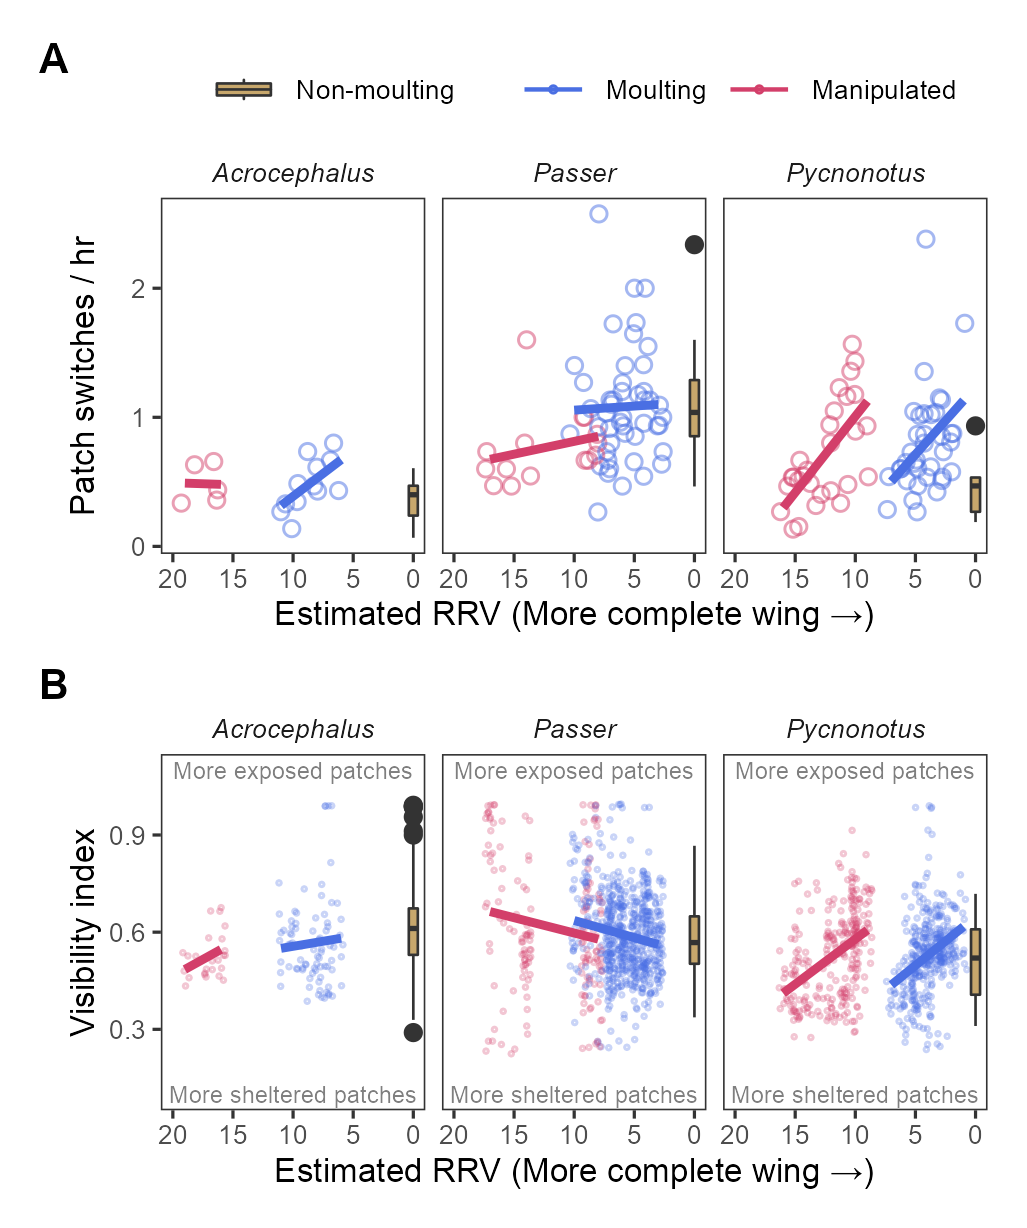 A
Non-moulting Moulting Manipulated
Acrocephalus Passer Pycnonotus
Patch switches / hr
2
1
0
20 15 10 5 0 20 15 10 5 0 20 15 10 5 0
Estimated RRV (More complete wing →)
B
Acrocephalus Passer Pycnonotus
More exposed patches More exposed patches More exposed patches
Visibility index
0.9
0.6
0.3
More sheltered patches More sheltered patches More sheltered patches
20 15 10 5 0 20 15 10 5 0 20 15 10 5 0
Estimated RRV (More complete wing →)